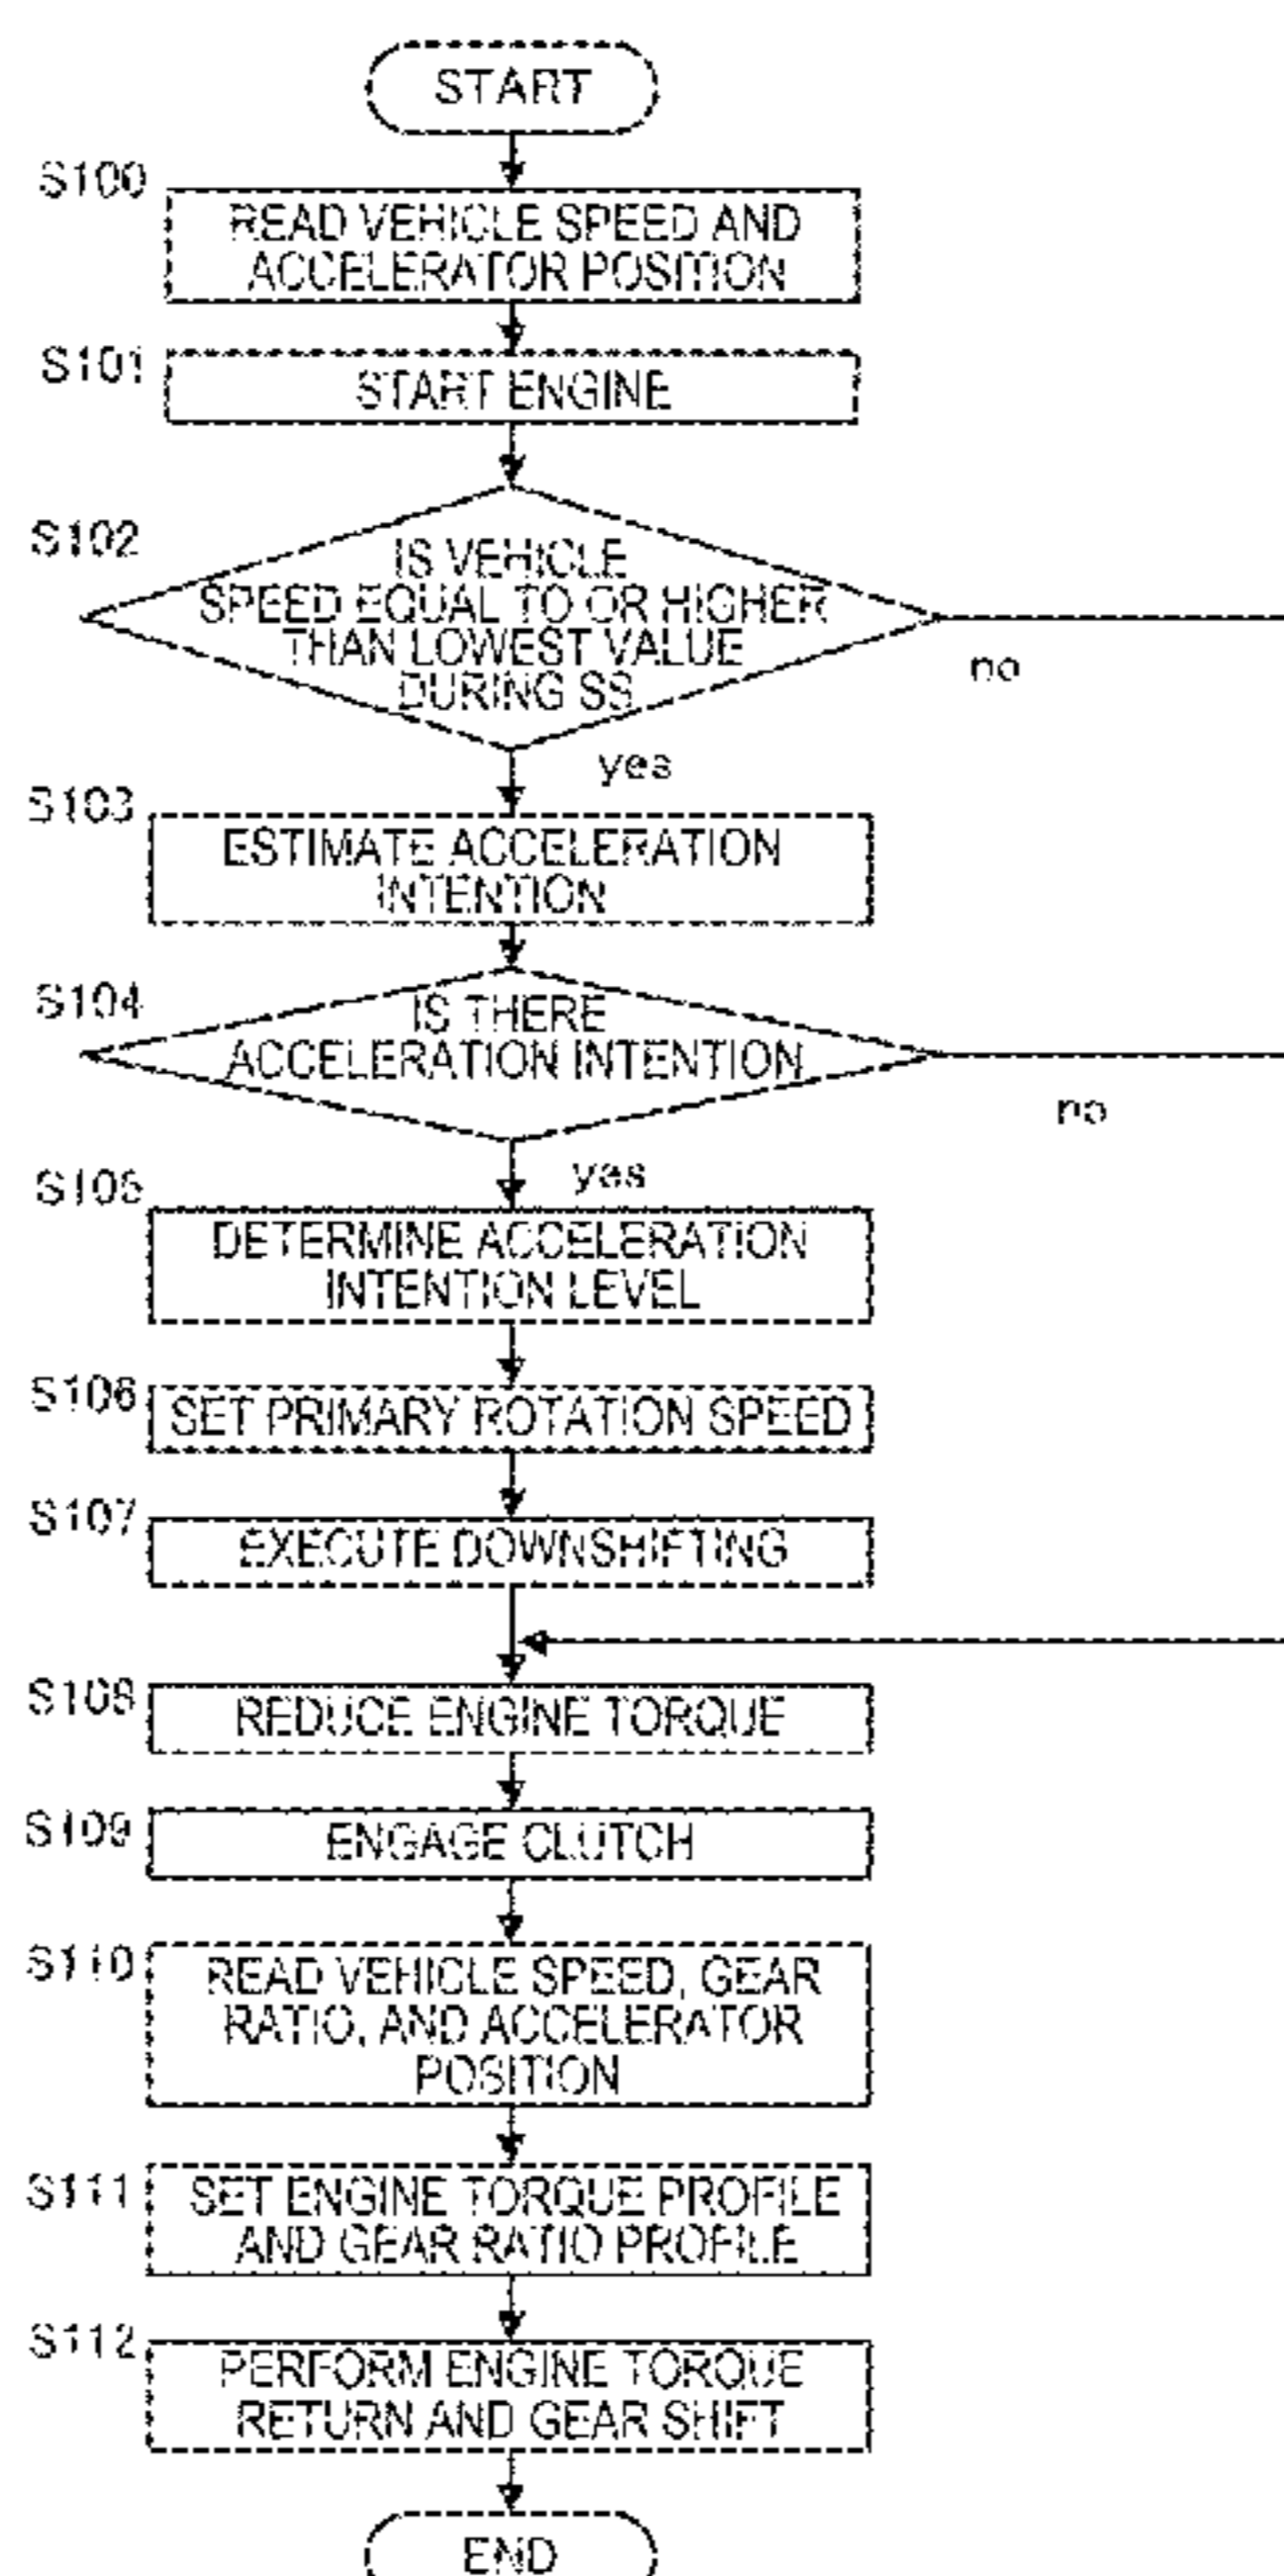 START
S100
READ VEHICLE SPEED AND
ACCELERATOR POSITION
S101
START ENGINE
S102
IS VEHICLE
SPEED EQUAL TO OR HIGHER
THAN LOWEST VALUE
DURING SS
no
yes
S103
ESTIMATE ACCELERATION
INTENTION
S104
IS THERE
ACCELERATION INTENTION
no
yes
S105
DETERMINE ACCELERATION
INTENTION LEVEL
S106
SET PRIMARY ROTATION SPEED
S107
EXECUTE DOWNSHIFTING
S108
REDUCE ENGINE TORQUE
S109
ENGAGE CLUTCH
S110
READ VEHICLE SPEED, GEAR
RATIO, AND ACCELERATOR
POSITION
S111
SET ENGINE TORQUE PROFILE
AND GEAR RATIO PROFILE
S112
PERFORM ENGINE TORQUE
RETURN AND GEAR SHIFT
END